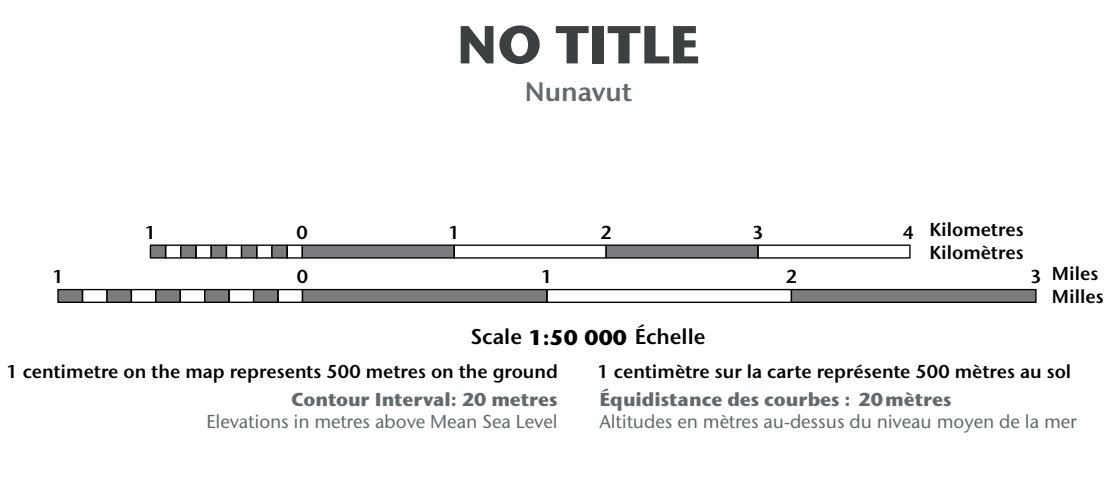 NO TITLE
Nunavut
1 0 1 2 3 4 Kilometres
Kilomètres
1 0 1 2 3 Miles
Milles
Scale 1:50 000 Échelle
1 centimetre on the map represents 500 metres on the ground
Contour Interval: 20 metres
Elevations in metres above Mean Sea Level
1 centimètre sur la carte représente 500 mètres au sol
Équidistance des courbes : 20 mètres
Altitudes en mètres au-dessus du niveau moyen de la mer